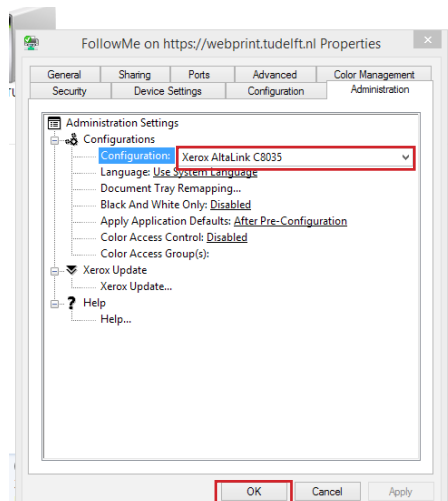 FollowMe on https://webprint.tudelft.nl Properties
General Sharing Ports Advanced Color Management
Security Device Settings Configuration Administration
Administration Settings
Configurations
Configuration: Xerox AltaLink C8035
Language: Use System Language
Document Tray Remapping...
Black And White Only: Disabled
Apply Application Defaults: After Pre-Configuration
Color Access Control: Disabled
Color Access Group(s):
Xerox Update
Xerox Update...
Help
Help...
OK Cancel Apply